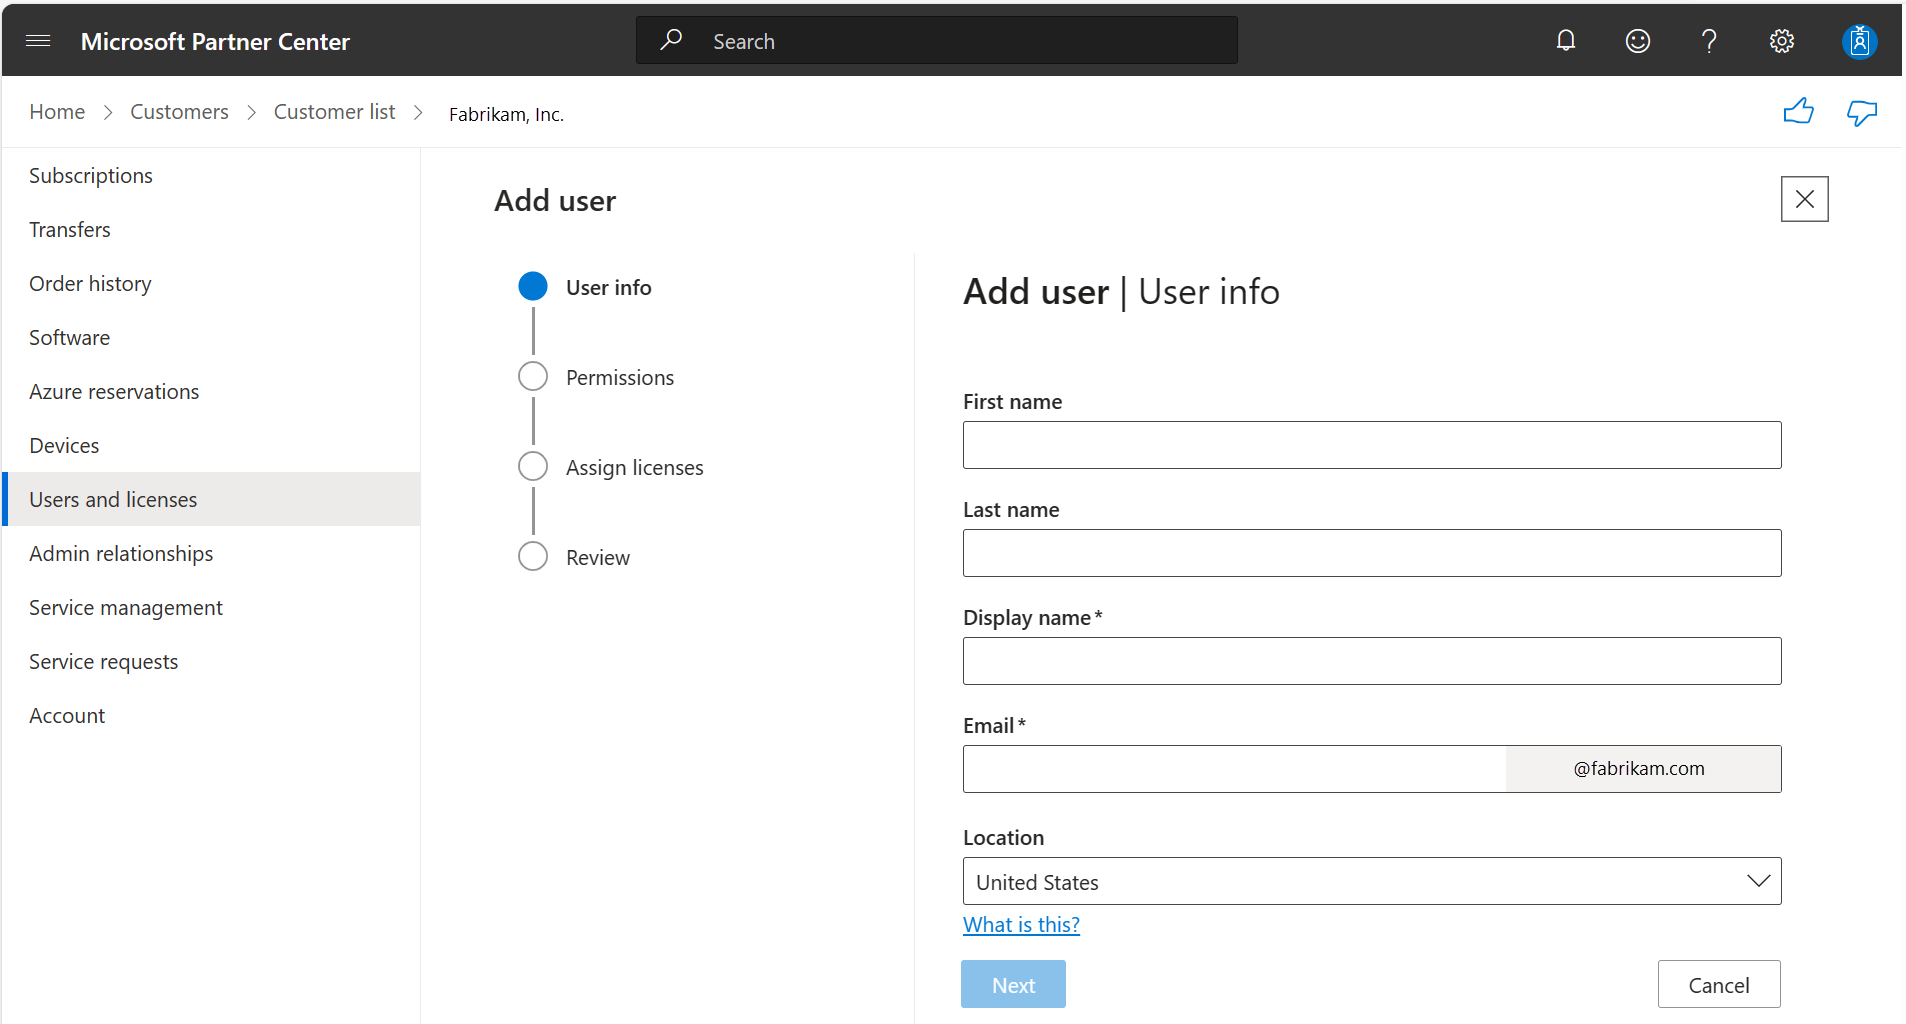 Microsoft Partner Center
Search
Home
Customers
Customer list
Fabrikam, Inc.
Subscriptions
Transfers
Order history
Software
Azure reservations
Devices
Users and licenses
Admin relationships
Service management
Service requests
Account
Add user
User info
Permissions
Assign licenses
Review
Add user | User info
First name
Last name
Display name*
Email*
@fabrikam.com
Location
United States
What is this?
Next
Cancel